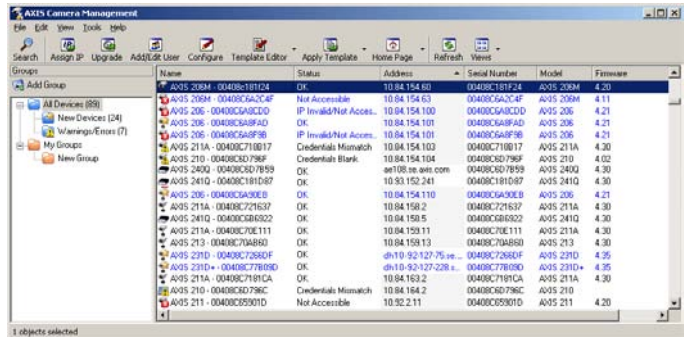 AXIS Camera Management
File Edit View Tools Help
Search Assign IP Upgrade Add/Edit User Configure Template Editor Apply Template Home Page Refresh Views
Groups
Add Group
All Devices (89)
New Devices (24)
Warnings/Errors (7)
My Groups
New Group
Name Status Address Serial Number Model Firmware
AXIS 206M - 00408c181f24 OK 10.84.154.60 00408C181F24 AXIS 206M 4.20
AXIS 206M - 00408C6A2C4F Not Accessible 10.84.154.63 00408C6A2C4F AXIS 206M 4.11
AXIS 206 - 00408C6A8CDD IP Invalid/Not Acces... 10.84.154.100 00408C6A8CDD AXIS 206 4.21
AXIS 206 - 00408C6A8FAD OK 10.84.154.101 00408C6A8FAD AXIS 206 4.21
AXIS 206 - 00408C6A8F9B IP Invalid/Not Acces... 10.84.154.101 00408C6A8F9B AXIS 206 4.21
AXIS 211A - 00408C710B17 Credentials Mismatch 10.84.154.103 00408C710B17 AXIS 211A 4.30
AXIS 210 - 00408C6D796F Credentials Blank 10.84.154.104 00408C6D796F AXIS 210 4.02
AXIS 240Q - 00408C6D7B59 OK ae108.se.axis.com 00408C6D7B59 AXIS 240Q 4.30
AXIS 241Q - 00408C181D87 OK 10.93.152.241 00408C181D87 AXIS 241Q 4.30
AXIS 206 - 00408C6A90EB OK 10.84.154.110 00408C6A90EB AXIS 206 4.21
AXIS 211A - 00408C721637 OK 10.84.158.2 00408C721637 AXIS 211A 4.30
AXIS 241Q - 00408C6B6922 OK 10.84.158.5 00408C6B6922 AXIS 241Q 4.30
AXIS 211A - 00408C70E111 OK 10.84.159.11 00408C70E111 AXIS 211A 4.30
AXIS 213 - 00408C70AB60 OK 10.84.159.13 00408C70AB60 AXIS 213 4.30
AXIS 231D - 00408C7266DF OK dh10-92-127-75.se... 00408C7266DF AXIS 231D 4.35
AXIS 231D+ - 00408C77B09D OK dh10-92-127-228.s... 00408C77B09D AXIS 231D+ 4.35
AXIS 211A - 00408C7181CA OK 10.84.163.2 00408C7181CA AXIS 211A 4.30
AXIS 210 - 00408C6D796C Credentials Mismatch 10.84.164.2 00408C6D796C AXIS 210
AXIS 211 - 00408C65901D Not Accessible 10.92.2.11 00408C65901D AXIS 211 4.20
1 objects selected